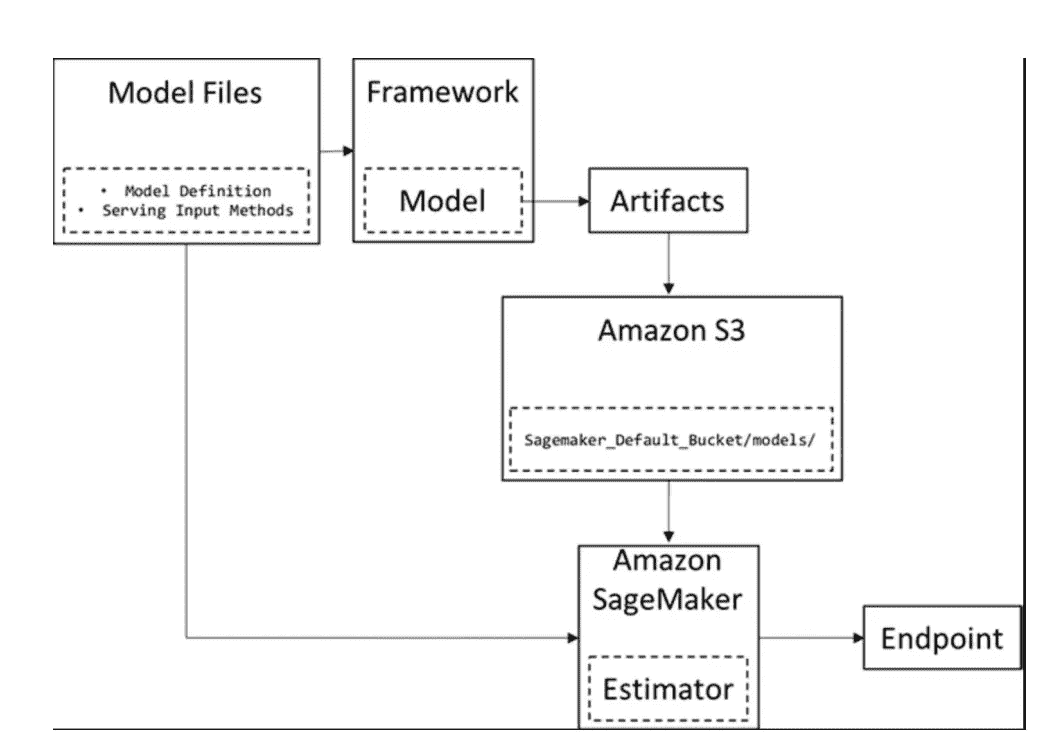 Model Files
• Model Definition
• Serving Input Methods
Framework
Model
Artifacts
Amazon S3
Sagemaker_Default_Bucket/models/
Amazon
SageMaker
Estimator
Endpoint